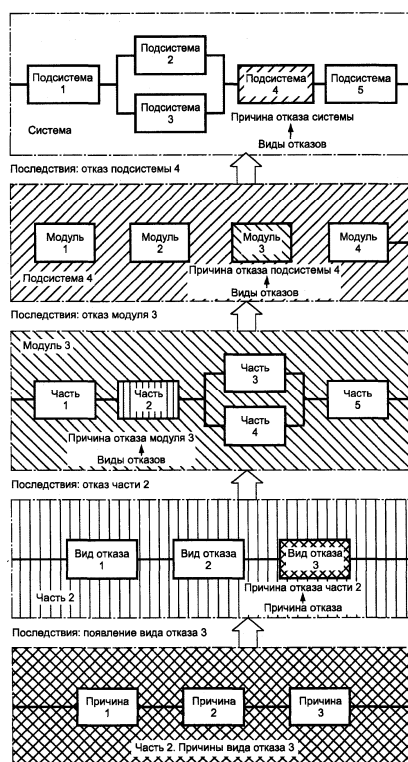 Подсистема
2
Подсистема
1
Подсистема
4
Подсистема
5
Подсистема
3
Система
Причина отказа системы
Виды отказов
Последствия: отказ подсистемы 4
Модуль
1
Модуль
2
Модуль
3
Модуль
4
Подсистема 4
Причина отказа подсистемы 4
Виды отказов
Последствия: отказ модуля 3
Модуль 3
Часть
3
Часть
1
Часть
2
Часть
5
Часть
4
Причина отказа модуля 3
Виды отказов
Последствия: отказ части 2
Вид отказа
1
Вид отказа
2
Вид отказа
3
Часть 2
Причина отказа части 2
Причина отказа
Последствия: появление вида отказа 3
Причина
1
Причина
2
Причина
3
Часть 2. Причины вида отказа 3